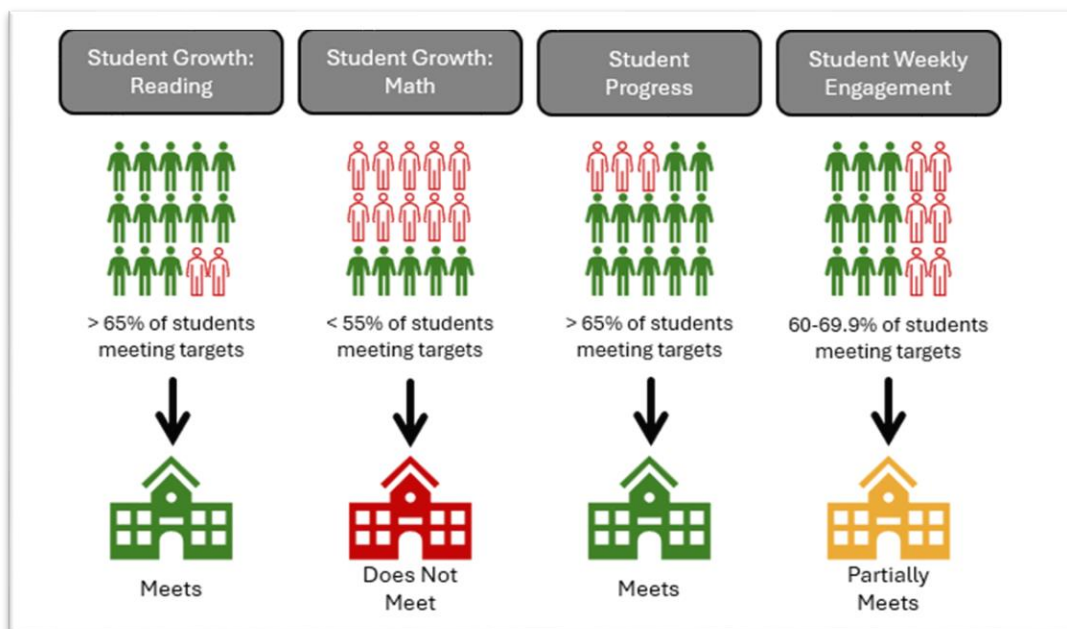 Student Growth:
Reading
Student Growth:
Math
Student
Progress
Student Weekly
Engagement
> 65% of students
meeting targets
< 55% of students
meeting targets
> 65% of students
meeting targets
60-69.9% of students
meeting targets
Meets
Does Not
Meet
Meets
Partially
Meets